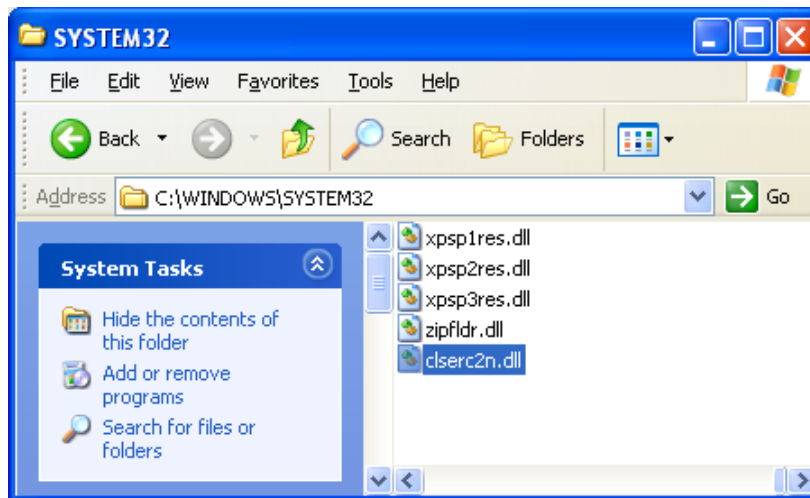 SYSTEM32
File Edit View Favorites Tools Help
Back Search Folders
Address C:\WINDOWS\SYSTEM32 Go
System Tasks
Hide the contents of
this folder
Add or remove
programs
Search for files or
folders
xpsp1res.dll
xpsp2res.dll
xpsp3res.dll
zipfldr.dll
clserc2n.dll